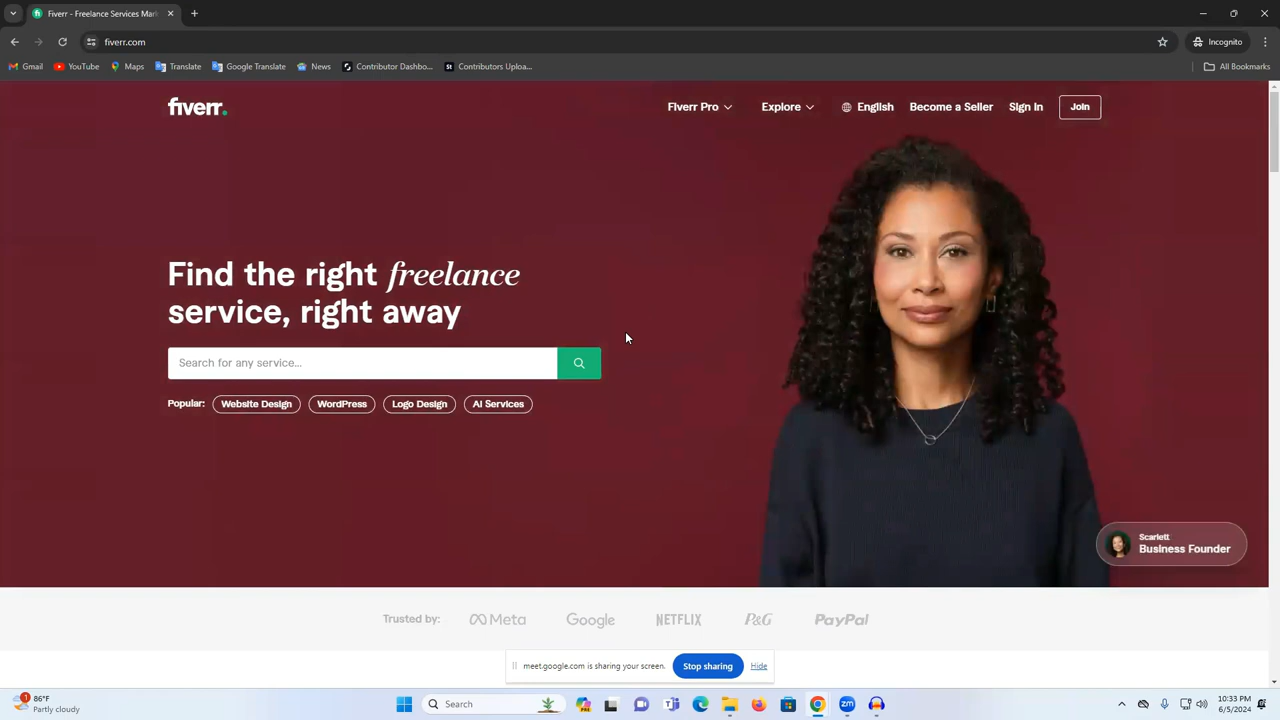 Fiverr - Freelance Services Mark
fiverr.com
Incognito
Gmail
YouTube
Maps
Translate
Google Translate
News
Contributor Dashbo...
Contributors Uploa...
All Bookmarks
fiverr.
Fiverr Pro
Explore
English
Become a Seller
Sign In
Join
Find the right freelance
service, right away
Search for any service...
Popular:
Website Design
WordPress
Logo Design
AI Services
Scarlett
Business Founder
Trusted by:
Meta
Google
NETFLIX
P&G
PayPal
meet.google.com is sharing your screen.
Stop sharing
Hide
1
86°F
Partly cloudy
Search
zm
10:33 PM
6/5/2024